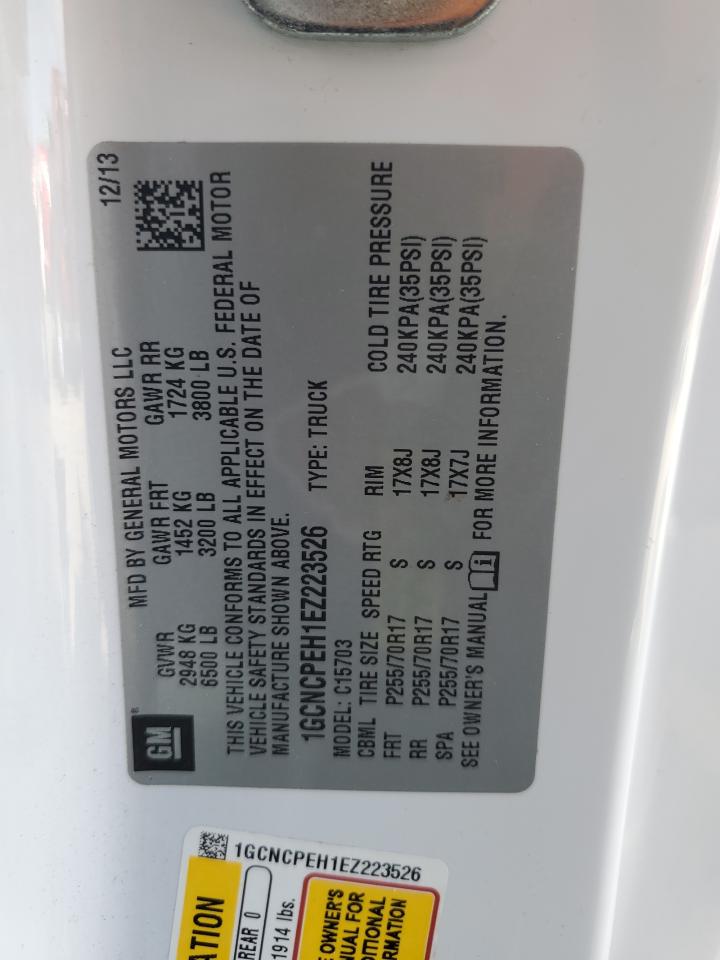 MFD BY GENERAL MOTORS LLC 12/13
GVWR GAWR FRT GAWR RR
2948 KG 1452 KG 1724 KG
6500 LB 3200 LB 3800 LB
GM ®
THIS VEHICLE CONFORMS TO ALL APPLICABLE U.S. FEDERAL MOTOR
VEHICLE SAFETY STANDARDS IN EFFECT ON THE DATE OF
MANUFACTURE SHOWN ABOVE.
1GCNCPEH1EZ223526 TYPE: TRUCK
MODEL: C15703
CBML TIRE SIZE SPEED RTG RIM COLD TIRE PRESSURE
FRT P255/70R17 S 17X8J 240KPA(35PSI)
RR P255/70R17 S 17X8J 240KPA(35PSI)
SPA P255/70R17 S 17X7J 240KPA(35PSI)
SEE OWNER'S MANUAL i FOR MORE INFORMATION.
1GCNCPEH1EZ223526
REAR 0
1914 lbs.
OWNER'S
FOR